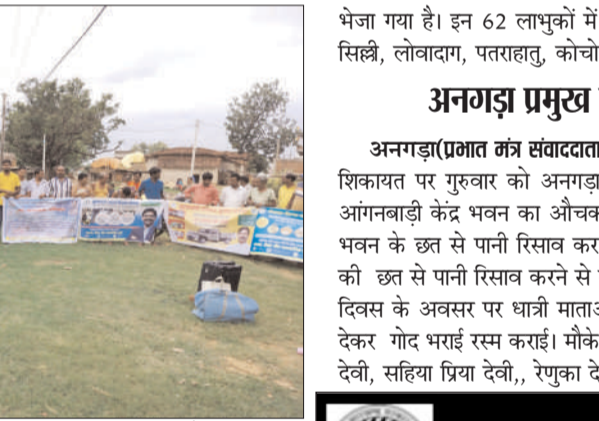 भेजा गया है। इन 62 लाभुकों में
सिल्ली, लोवादाग, पतराहातु, कोचो
अनगड़ा प्रमुख
अनगड़ा(प्रभात मंत्र संवाददाता
शिकायत पर गुरुवार को अनगड़ा
आंगनबाड़ी केंद्र भवन का औचक
भवन के छत से पानी रिसाव कर
की छत से पानी रिसाव करने से
दिवस के अवसर पर धात्री माताअ
देकर गोद भराई रस्म कराई। मौके
देवी, सहिया प्रिया देवी,, रेणुका दे